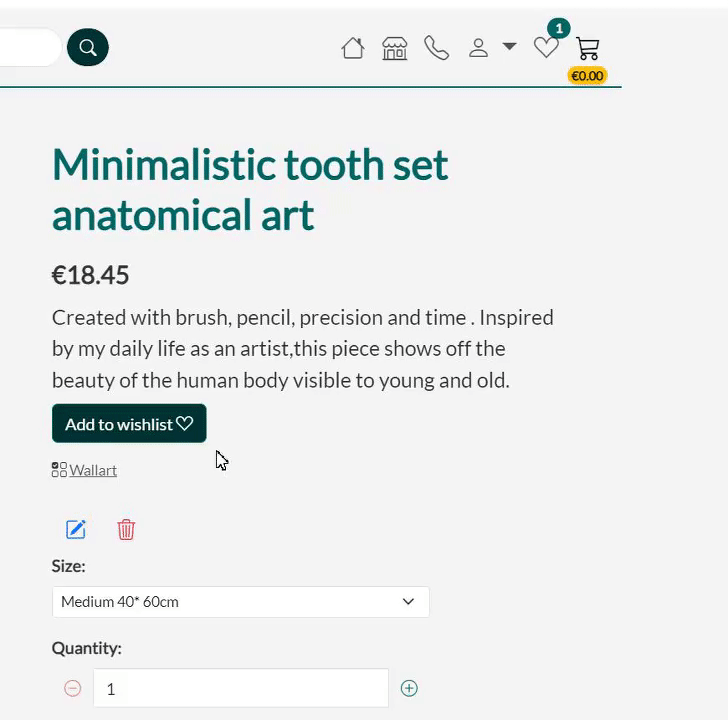 1
€0.00
Minimalistic tooth set
anatomical art
€18.45
Created with brush, pencil, precision and time . Inspired
by my daily life as an artist,this piece shows off the
beauty of the human body visible to young and old.
Add to wishlist
Wallart
Size:
Medium 40* 60cm
Quantity:
1